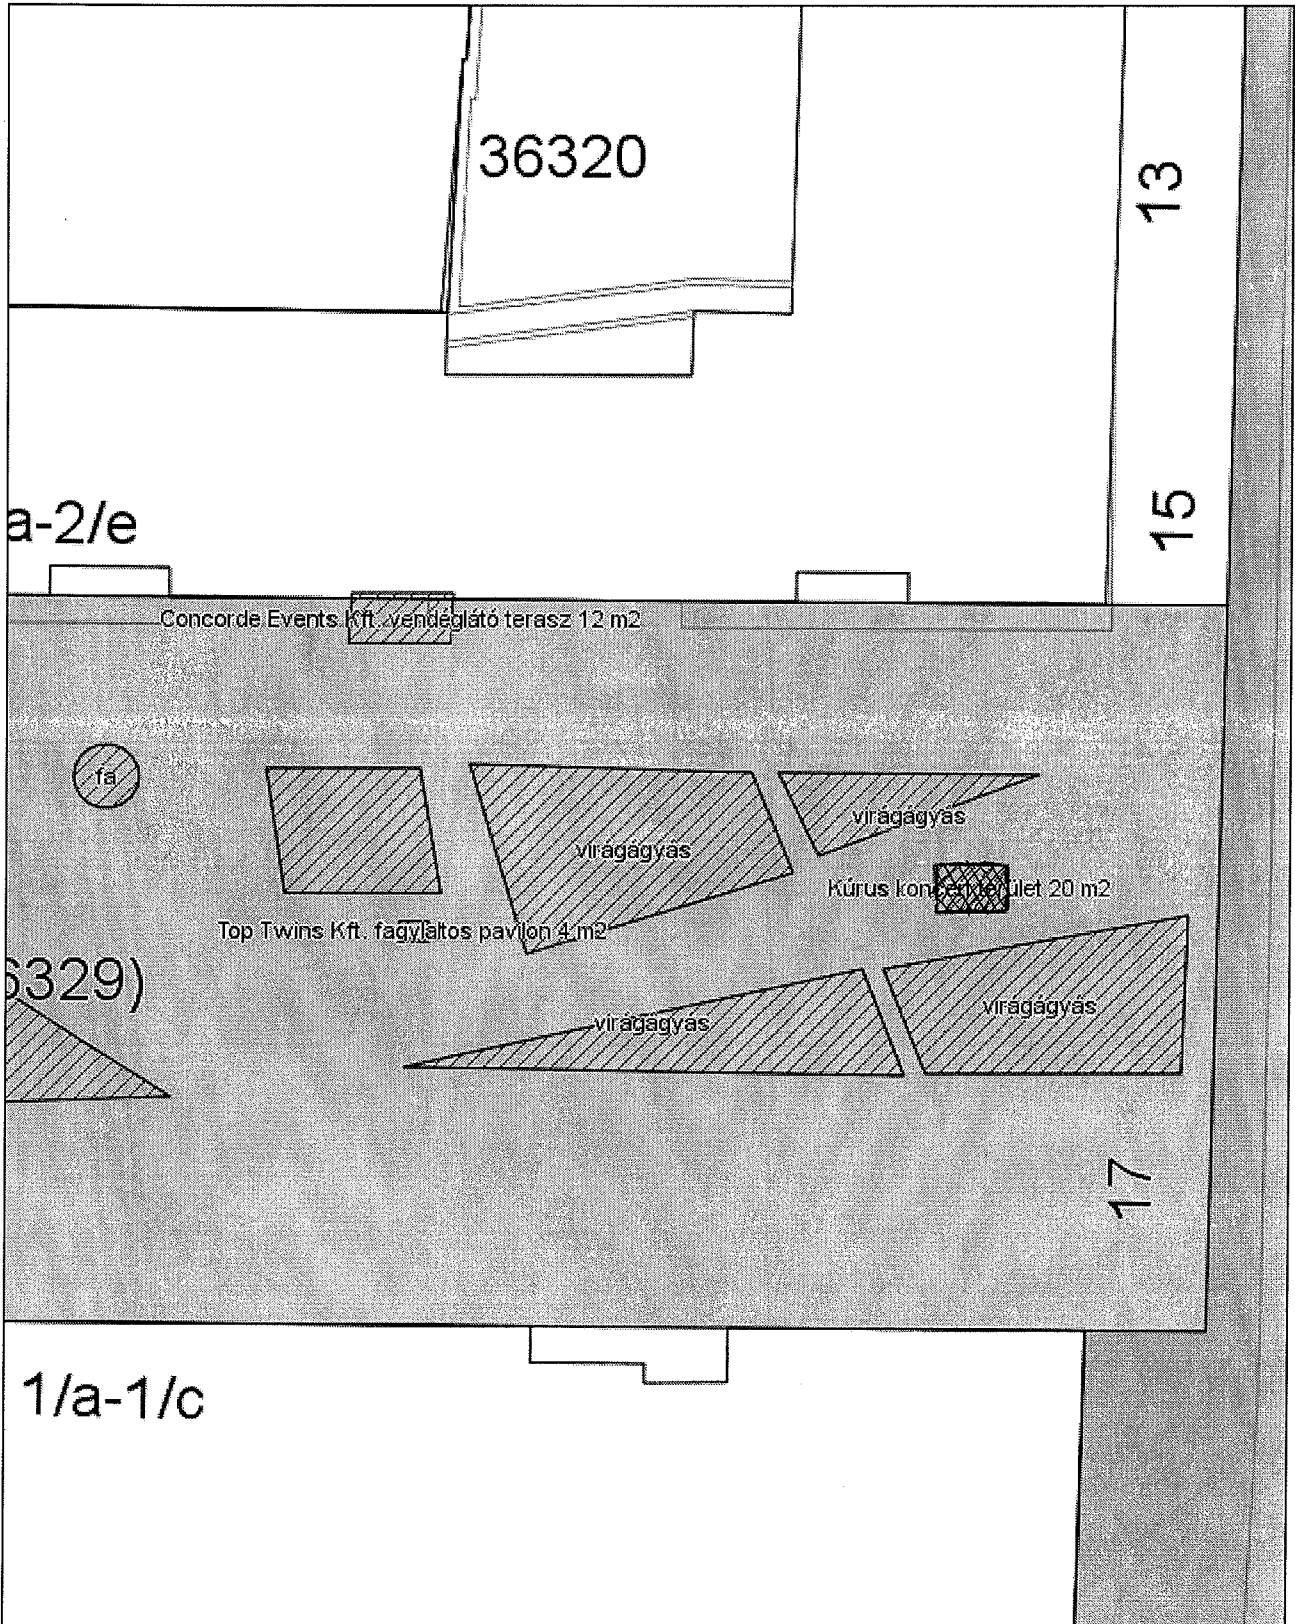 36320
13
15
a-2/e
Concorde Events Kft. vendéglátó terasz 12 m2
fa
virágágyás
virágágyás
Kúrus koncertterület 20 m2
Top Twins Kft. fagylaltos pavilon 4 m2
6329)
virágágyás
virágágyás
17
1/a-1/c